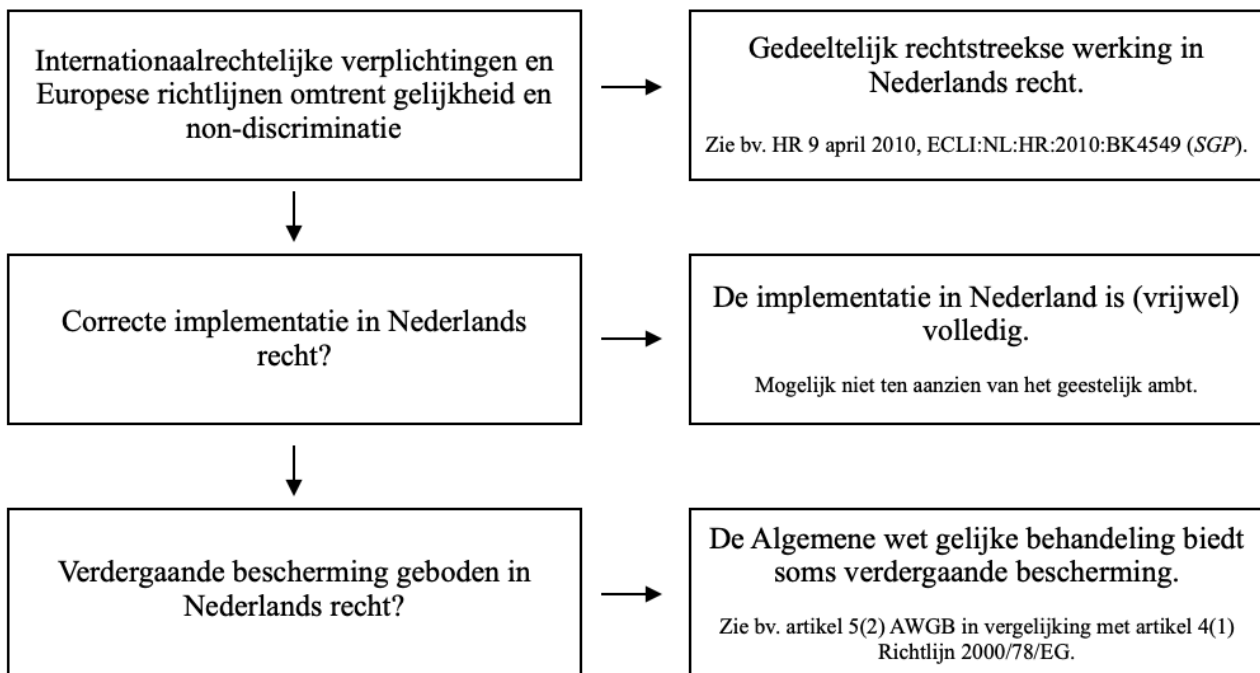 Internationaalrechtelijke verplichtingen en
Europese richtlijnen omtrent gelijkheid en
non-discriminatie
Gedeeltelijk rechtstreekse werking in
Nederlands recht.
Zie bv. HR 9 april 2010, ECLI:NL:HR:2010:BK4549 (SGP).
Correcte implementatie in Nederlands
recht?
De implementatie in Nederland is (vrijwel)
volledig.
Mogelijk niet ten aanzien van het geestelijk ambt.
Verdergaande bescherming geboden in
Nederlands recht?
De Algemene wet gelijke behandeling biedt
soms verdergaande bescherming.
Zie bv. artikel 5(2) AWGB in vergelijking met artikel 4(1)
Richtlijn 2000/78/EG.